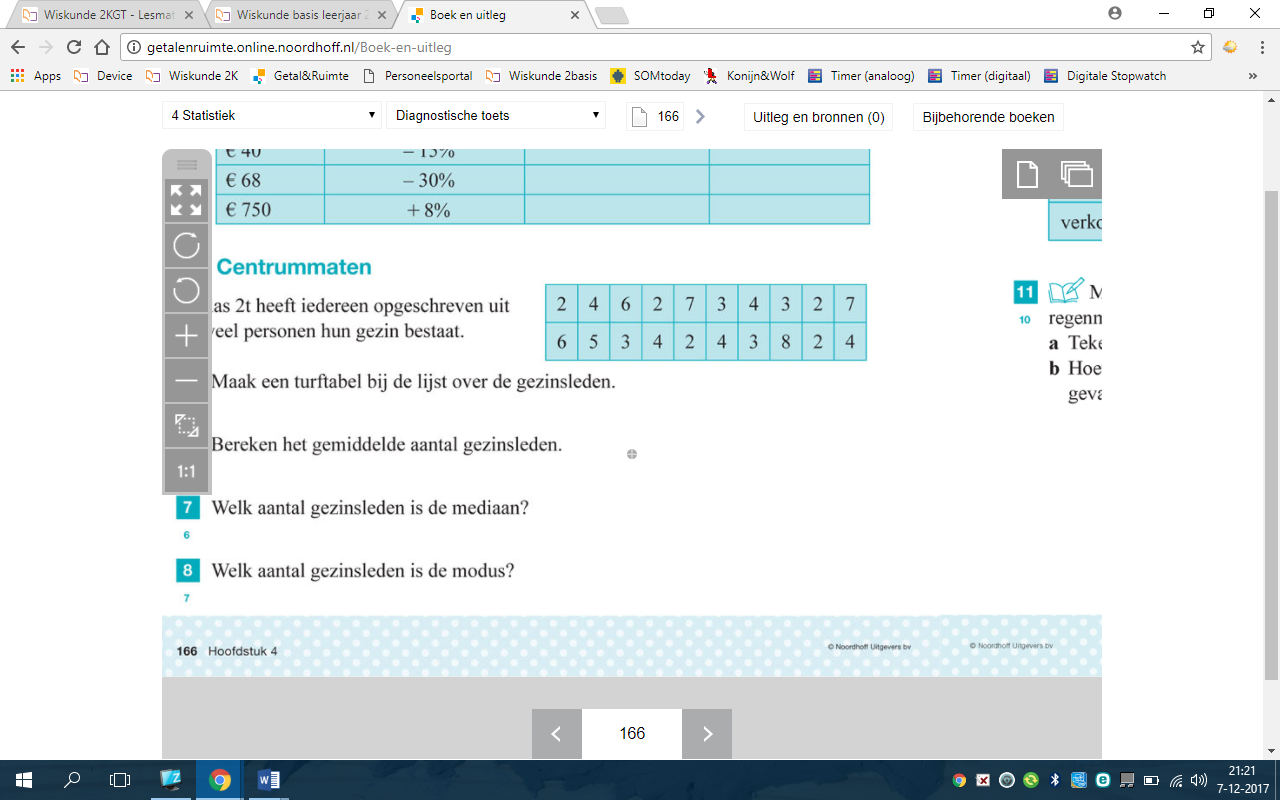 Wiskunde 2KGT - Lesmat
Wiskunde basis leerjaar 2
Boek en uitleg
getalenruimte.online.noordhoff.nl/Boek-en-uitleg
Apps Device Wiskunde 2K Getal&Ruimte Personeelsportal Wiskunde 2basis SOMtoday Konijn&Wolf Timer (analoog) Timer (digitaal) Digitale Stopwatch »
4 Statistiek Diagnostische toets 166 Uitleg en bronnen (0) Bijbehorende boeken
€ 40 – 15%
€ 68 – 30%
€ 750 + 8%
Centrummaten
as 2t heeft iedereen opgeschreven uit
veel personen hun gezin bestaat.
2 4 6 2 7 3 4 3 2 7
6 5 3 4 2 4 3 8 2 4
Maak een turftabel bij de lijst over de gezinsleden.
Bereken het gemiddelde aantal gezinsleden.
1:1
7 Welk aantal gezinsleden is de mediaan?
6
8 Welk aantal gezinsleden is de modus?
7
verko
11 M
10 regenm
a Teke
b Hoe
geva
166 Hoofdstuk 4
© Noordhoff Uitgevers bv
© Noordhoff Uitgevers bv
166
21:21
7-12-2017